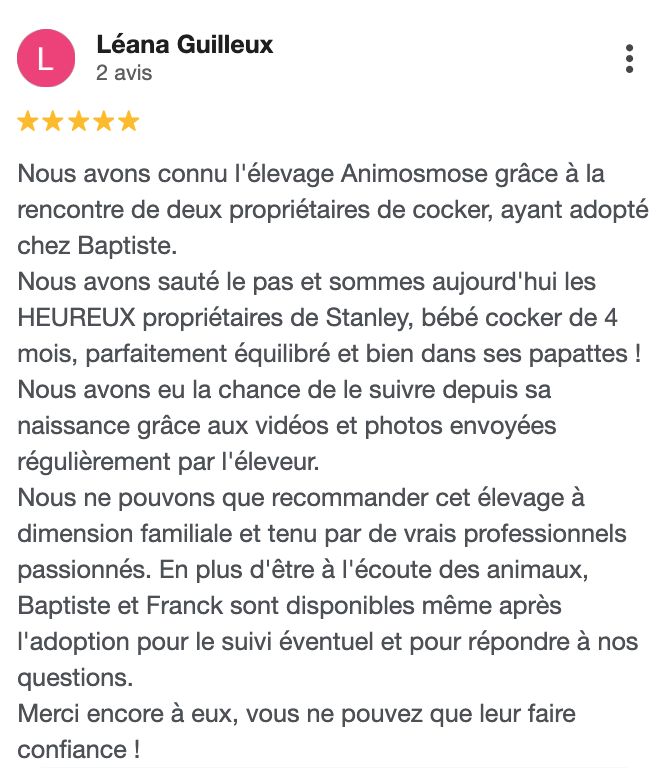 L
Léana Guilleux
2 avis
Nous avons connu l'élevage Animosmose grâce à la
rencontre de deux propriétaires de cocker, ayant adopté
chez Baptiste.
Nous avons sauté le pas et sommes aujourd'hui les
HEUREUX propriétaires de Stanley, bébé cocker de 4
mois, parfaitement équilibré et bien dans ses papattes !
Nous avons eu la chance de le suivre depuis sa
naissance grâce aux vidéos et photos envoyées
régulièrement par l'éleveur.
Nous ne pouvons que recommander cet élevage à
dimension familiale et tenu par de vrais professionnels
passionnés. En plus d'être à l'écoute des animaux,
Baptiste et Franck sont disponibles même après
l'adoption pour le suivi éventuel et pour répondre à nos
questions.
Merci encore à eux, vous ne pouvez que leur faire
confiance !